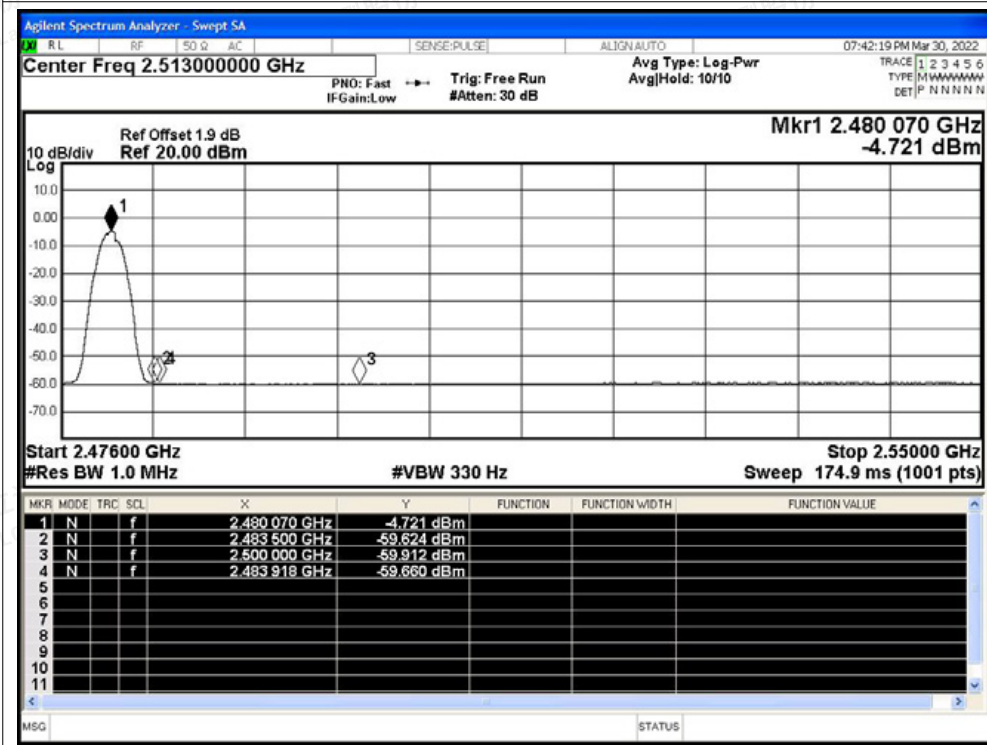 Agilent Spectrum Analyzer - Swept SA
LXI RL RF 50 Ω AC SENSE:PULSE ALIGN AUTO 07:42:19 PM Mar 30, 2022
Center Freq 2.513000000 GHz
PNO: Fast
IFGain:Low
Trig: Free Run
#Atten: 30 dB
Avg Type: Log-Pwr
Avg|Hold: 10/10
TRACE 1 2 3 4 5 6
TYPE M WWWWW
DET P N N N N N
Mkr1 2.480 070 GHz
-4.721 dBm
Ref Offset 1.9 dB
10 dB/div Ref 20.00 dBm
Log
10.0
1
0.00
-10.0
-20.0
-30.0
-40.0
-50.0
2 4 3
-60.0
-70.0
Start 2.47600 GHz Stop 2.55000 GHz
#Res BW 1.0 MHz #VBW 330 Hz Sweep 174.9 ms (1001 pts)
MKR MODE TRC SCL X Y FUNCTION FUNCTION WIDTH FUNCTION VALUE
1 N f 2.480 070 GHz -4.721 dBm
2 N f 2.483 500 GHz -59.624 dBm
3 N f 2.500 000 GHz -59.912 dBm
4 N f 2.483 918 GHz -59.660 dBm
5
6
7
8
9
10
11
MSG STATUS